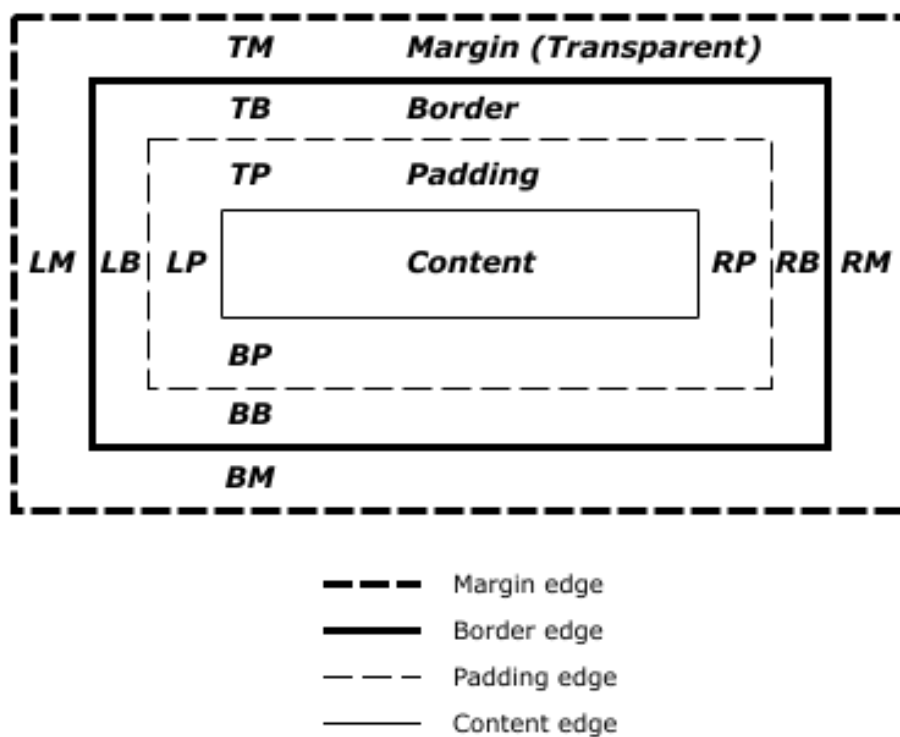 TM Margin (Transparent)
TB Border
TP Padding
LM LB LP Content RP RB RM
BP
BB
BM
Margin edge
Border edge
Padding edge
Content edge